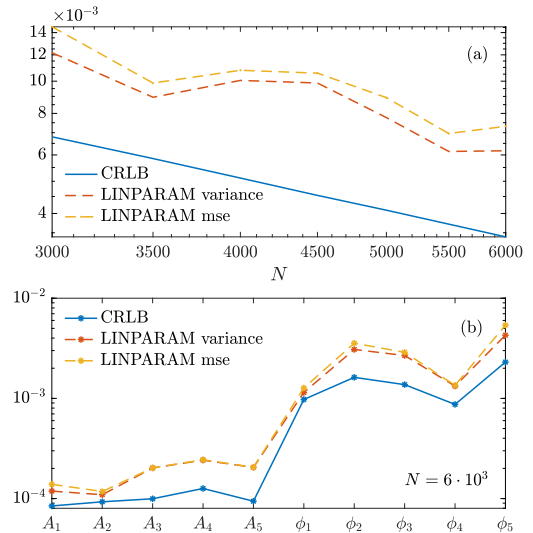 ×10⁻³
14
12
10
8
6
4
(a)
CRLB
LINPARAM variance
LINPARAM mse
3000 3500 4000 4500 5000 5500 6000
N
10⁻²
10⁻³
10⁻⁴
(b)
CRLB
LINPARAM variance
LINPARAM mse
N = 6 · 10³
A₁ A₂ A₃ A₄ A₅ ϕ₁ ϕ₂ ϕ₃ ϕ₄ ϕ₅